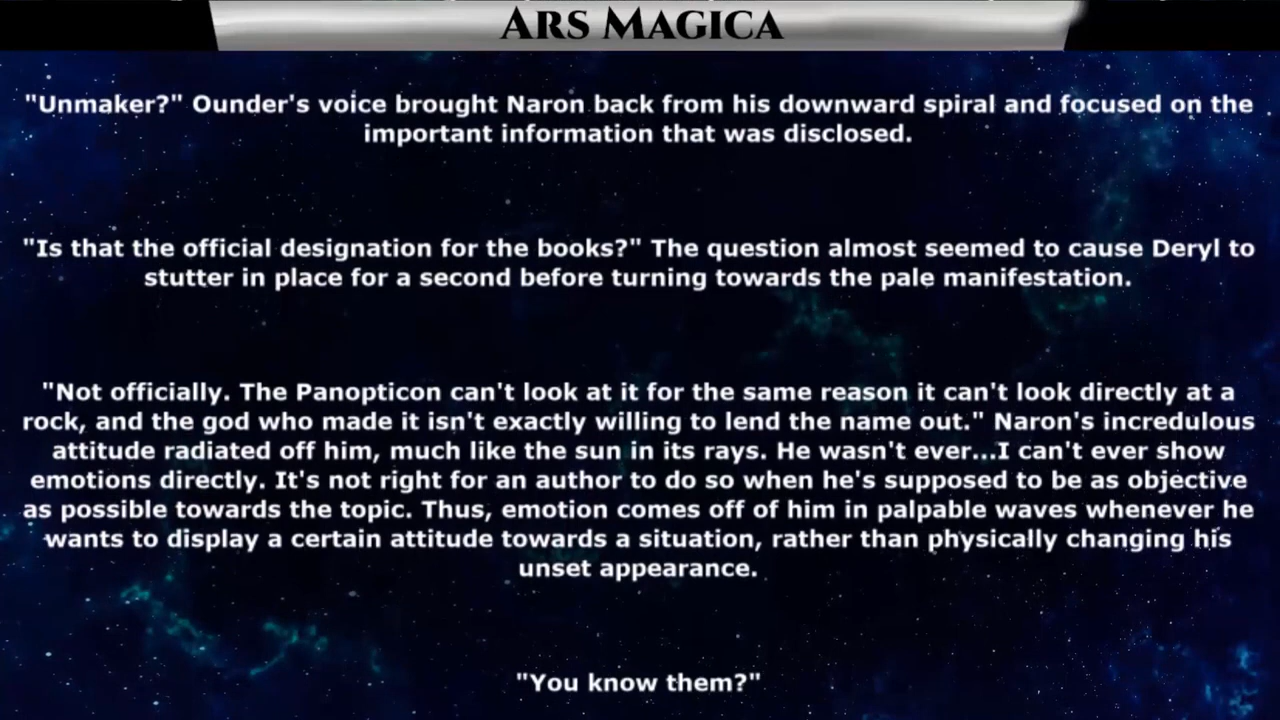 ARS MAGICA
"Unmaker?" Ounder's voice brought Naron back from his downward spiral and focused on the
important information that was disclosed.
"Is that the official designation for the books?" The question almost seemed to cause Deryl to
stutter in place for a second before turning towards the pale manifestation.
"Not officially. The Panopticon can't look at it for the same reason it can't look directly at a
rock, and the god who made it isn't exactly willing to lend the name out." Naron's incredulous
attitude radiated off him, much like the sun in its rays. He wasn't ever...I can't ever show
emotions directly. It's not right for an author to do so when he's supposed to be as objective
as possible towards the topic. Thus, emotion comes off of him in palpable waves whenever he
wants to display a certain attitude towards a situation, rather than physically changing his
unset appearance.
"You know them?"